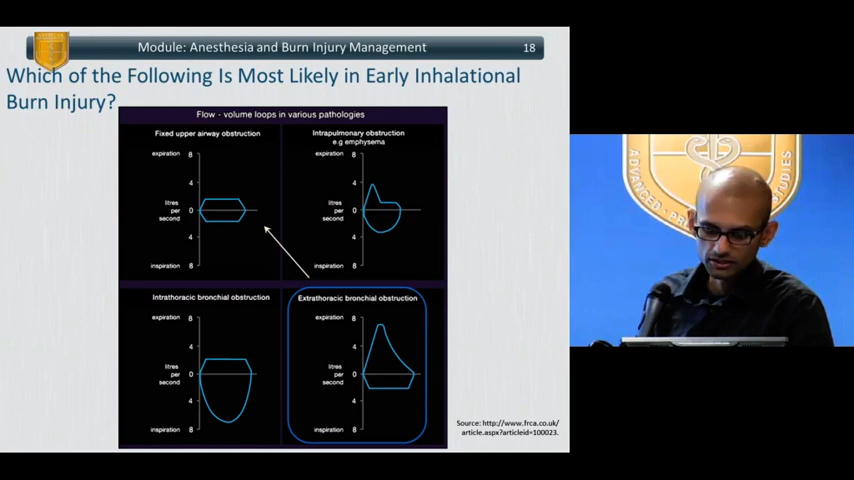 Module: Anesthesia and Burn Injury Management 18
Which of the Following Is Most Likely in Early Inhalational
Burn Injury?
Flow - volume loops in various pathologies
Fixed upper airway obstruction
expiration 8
4
litres
per 0
second
4
inspiration 8
Intrapulmonary obstruction
e.g emphysema
expiration 8
4
litres
per 0
second
4
inspiration 8
Intrathoracic bronchial obstruction
expiration 8
4
litres
per 0
second
4
inspiration 8
Extrathoracic bronchial obstruction
expiration 8
4
litres
per 0
second
4
inspiration 8
Source: http://www.frca.co.uk/
article.aspx?articleid=100023.